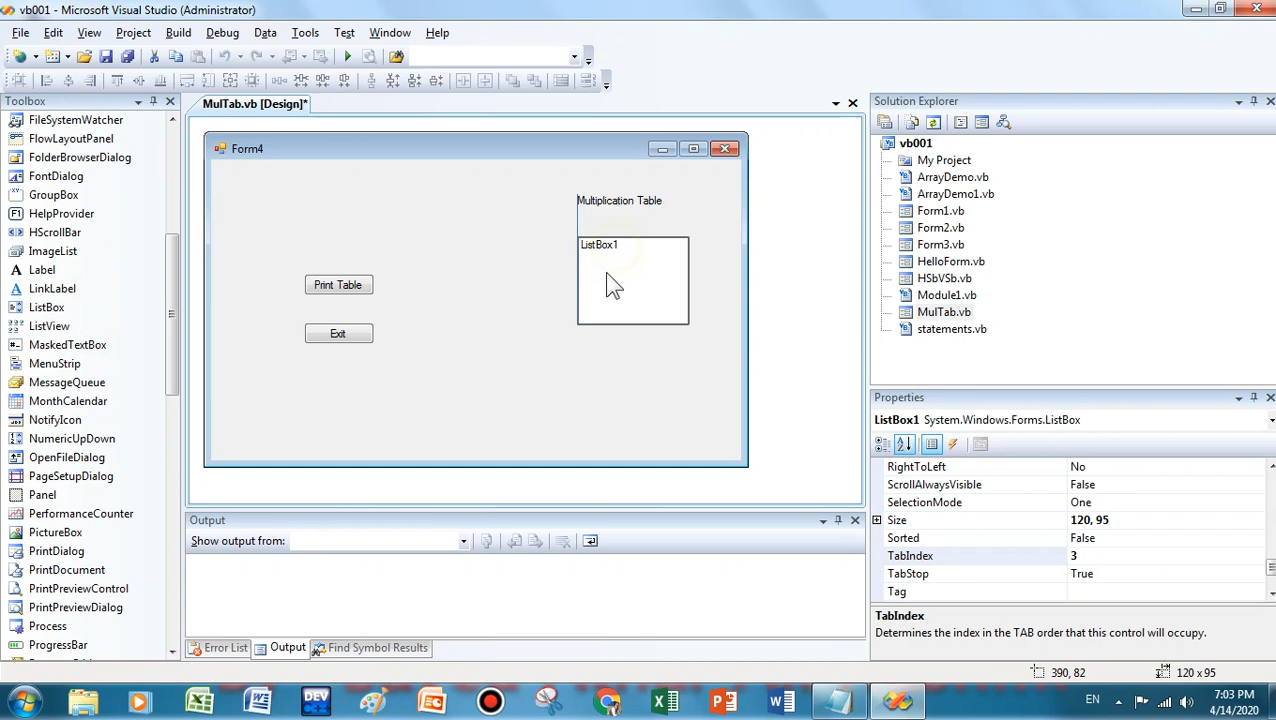 vb001 - Microsoft Visual Studio (Administrator)
File Edit View Project Build Debug Data Tools Test Window Help
Toolbox
FileSystemWatcher
FlowLayoutPanel
FolderBrowserDialog
FontDialog
GroupBox
HelpProvider
HScrollBar
ImageList
Label
LinkLabel
ListBox
ListView
MaskedTextBox
MenuStrip
MessageQueue
MonthCalendar
NotifyIcon
NumericUpDown
OpenFileDialog
PageSetupDialog
Panel
PerformanceCounter
PictureBox
PrintDialog
PrintDocument
PrintPreviewControl
PrintPreviewDialog
Process
ProgressBar
MulTab.vb [Design]*
Form4
Multiplication Table
ListBox1
Print Table
Exit
Output
Show output from:
Error List Output Find Symbol Results
Solution Explorer
vb001
My Project
ArrayDemo.vb
ArrayDemo1.vb
Form1.vb
Form2.vb
Form3.vb
HelloForm.vb
HSbVSb.vb
Module1.vb
MulTab.vb
statements.vb
Properties
ListBox1 System.Windows.Forms.ListBox
RightToLeft No
ScrollAlwaysVisible False
SelectionMode One
Size 120, 95
Sorted False
TabIndex 3
TabStop True
Tag
TabIndex
Determines the index in the TAB order that this control will occupy.
390, 82 120 x 95
DEV
EN
7:03 PM
4/14/2020